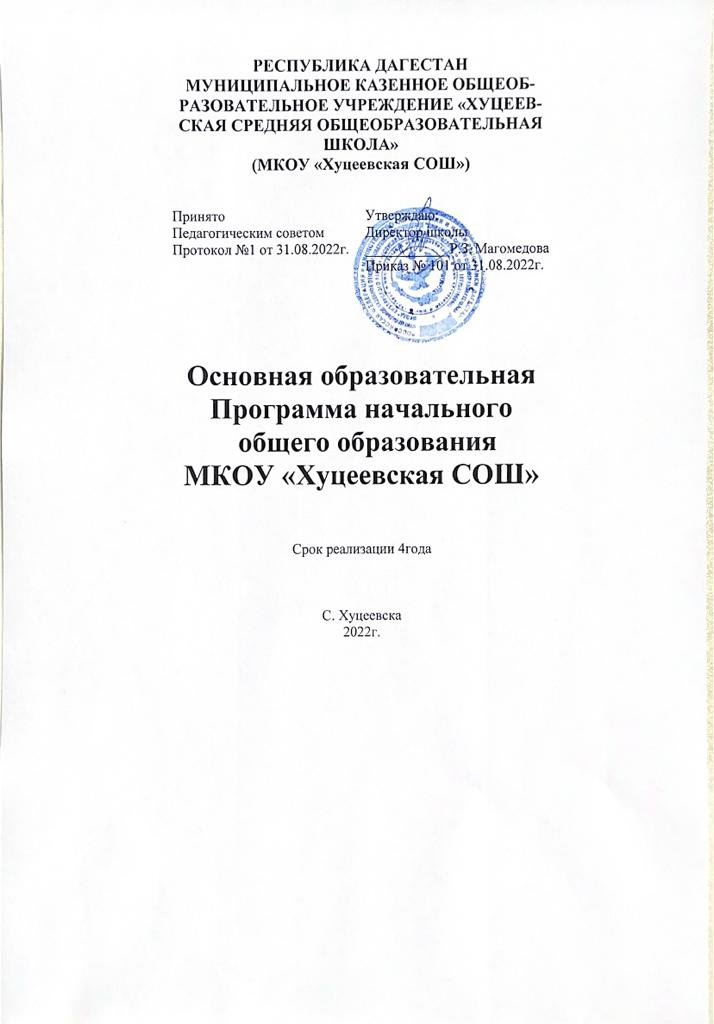 РЕСПУБЛИКА ДАГЕСТАН
МУНИЦИПАЛЬНОЕ КАЗЕННОЕ ОБЩЕОБ-
РАЗОВАТЕЛЬНОЕ УЧРЕЖДЕНИЕ «ХУЦЕЕВ-
СКАЯ СРЕДНЯЯ ОБЩЕОБРАЗОВАТЕЛЬНАЯ
ШКОЛА»
(МКОУ «Хуцеевская СОШ»)
Принято
Педагогическим советом
Протокол №1 от 31.08.2022г.
Утверждаю:
Директор школы
Р.З. Магомедова
Приказ № 101 от 31.08.2022г.
Основная образовательная
Программа начального
общего образования
МКОУ «Хуцеевская СОШ»
Срок реализации 4года
С. Хуцеевска
2022г.